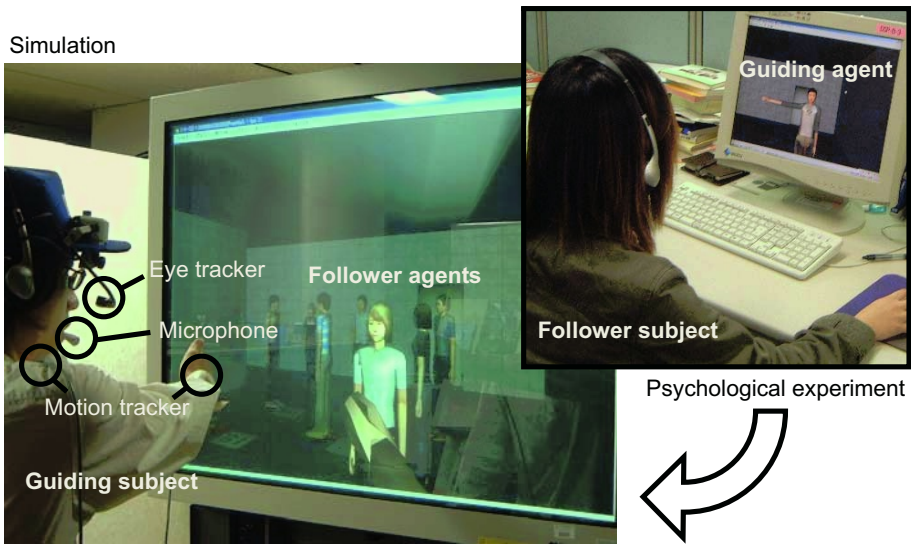 Simulation
Guiding agent
Eye tracker
Follower agents
Microphone
Follower subject
Motion tracker
Psychological experiment
Guiding subject